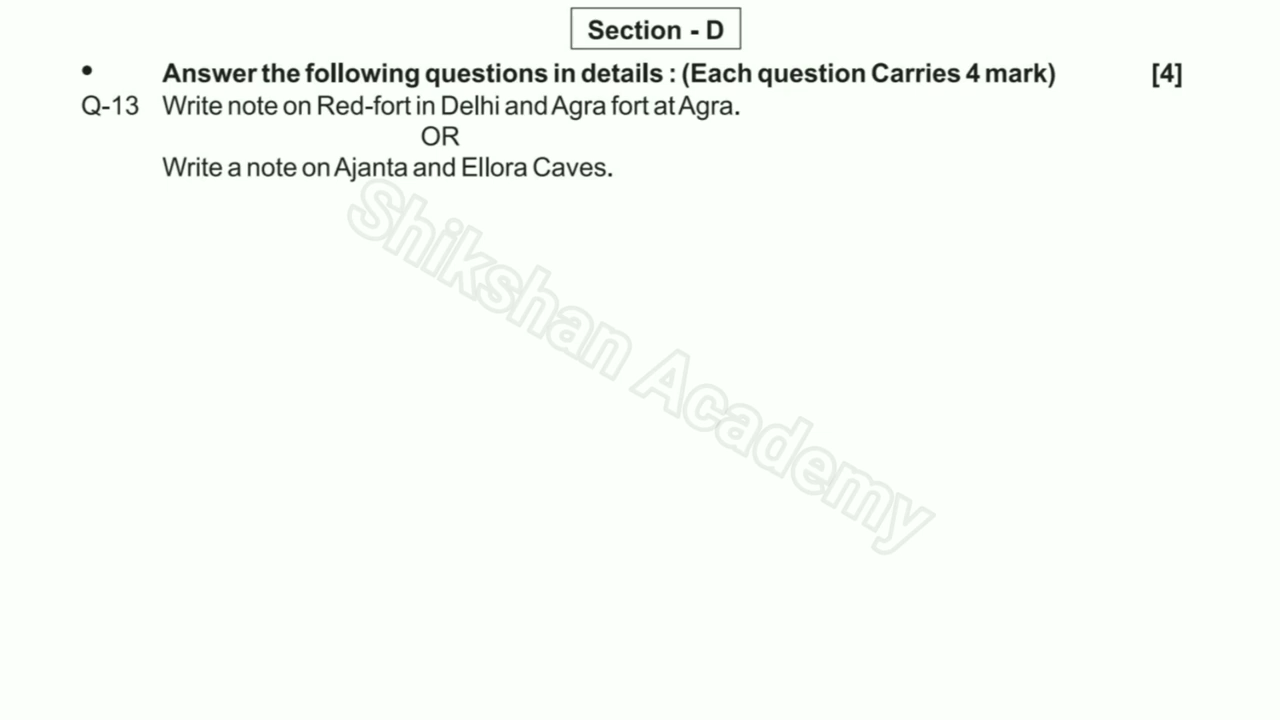 Section - D
• Answer the following questions in details : (Each question Carries 4 mark) [4]
Q-13 Write note on Red-fort in Delhi and Agra fort at Agra.
OR
Write a note on Ajanta and Ellora Caves.
Shikshan Academy